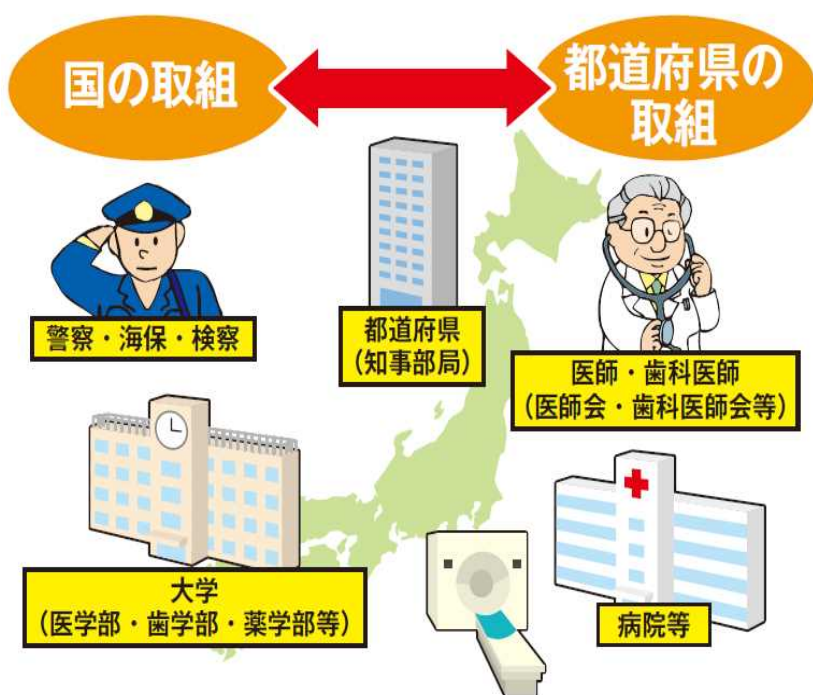 国の取組
都道府県の
取組
警察・海保・検察
都道府県
（知事部局）
医師・歯科医師
（医師会・歯科医師会等）
大学
（医学部・歯学部・薬学部等）
病院等